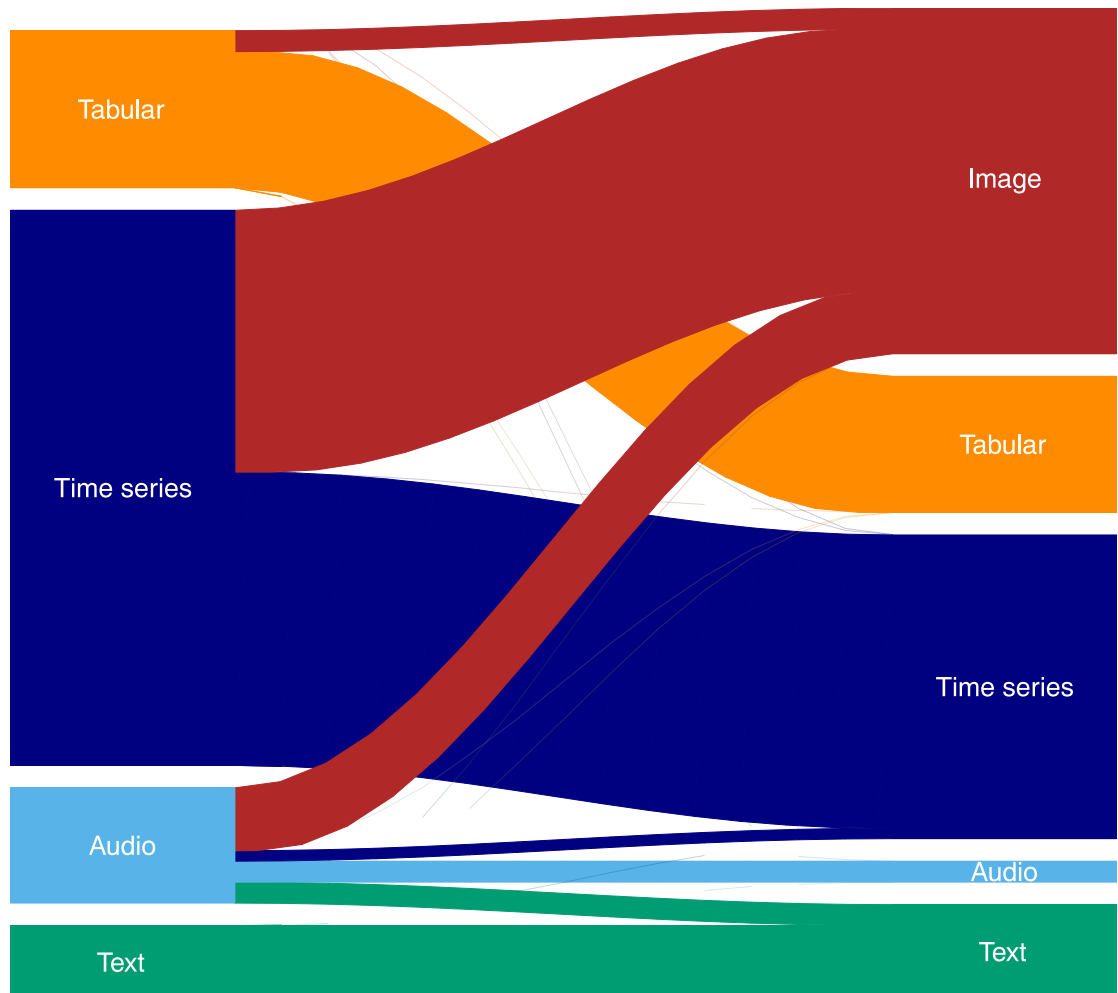 Tabular
Time series
Audio
Text
Image
Tabular
Time series
Audio
Text